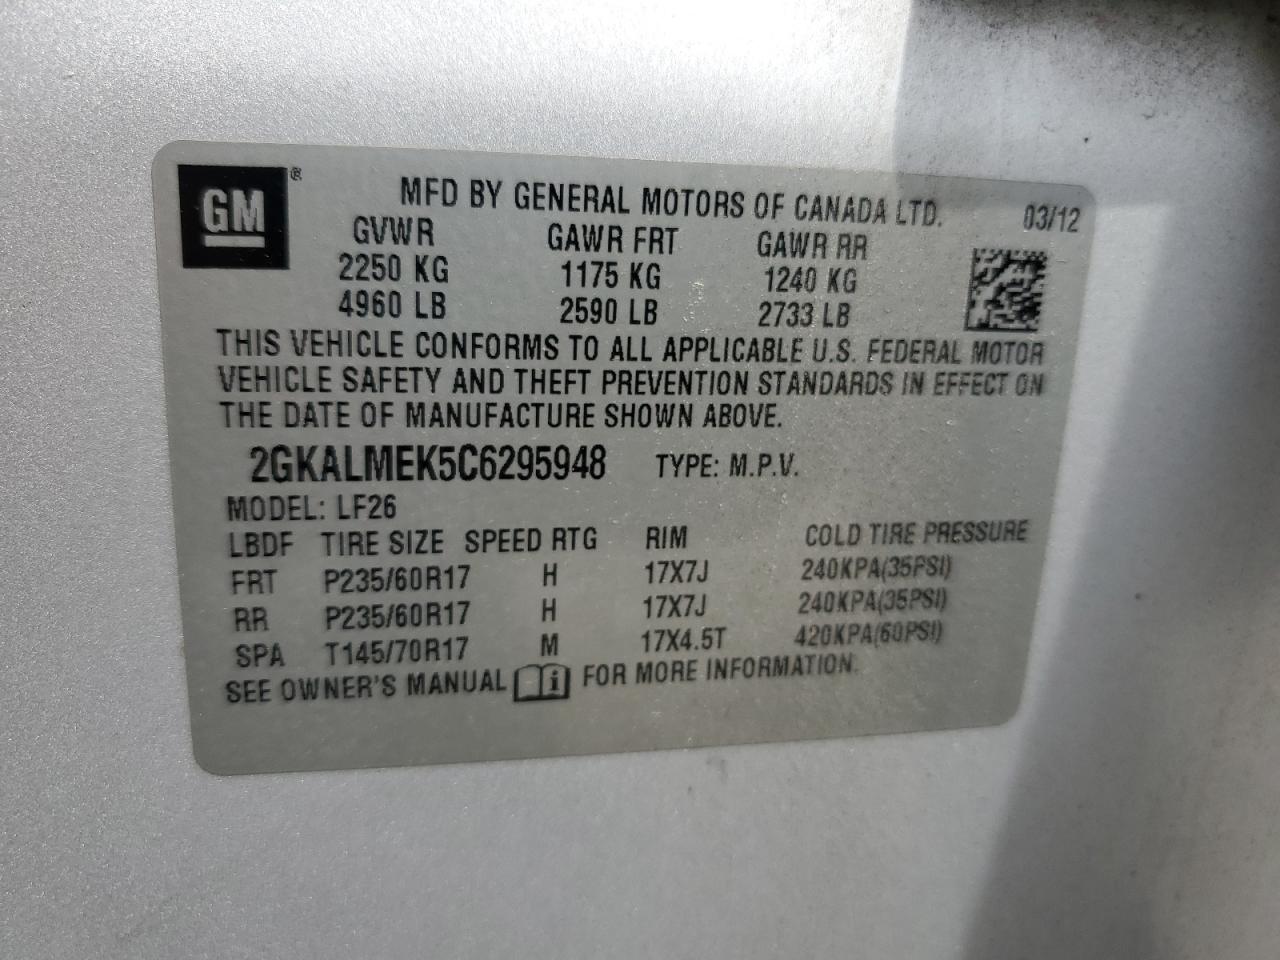 GM ®
MFD BY GENERAL MOTORS OF CANADA LTD. 03/12
GVWR GAWR FRT GAWR RR
2250 KG 1175 KG 1240 KG
4960 LB 2590 LB 2733 LB
THIS VEHICLE CONFORMS TO ALL APPLICABLE U.S. FEDERAL MOTOR
VEHICLE SAFETY AND THEFT PREVENTION STANDARDS IN EFFECT ON
THE DATE OF MANUFACTURE SHOWN ABOVE.
2GKALMEK5C6295948 TYPE: M.P.V.
MODEL: LF26
LBDF TIRE SIZE SPEED RTG RIM COLD TIRE PRESSURE
FRT P235/60R17 H 17X7J 240KPA(35PSI)
RR P235/60R17 H 17X7J 240KPA(35PSI)
SPA T145/70R17 M 17X4.5T 420KPA(60PSI)
SEE OWNER'S MANUAL i FOR MORE INFORMATION.